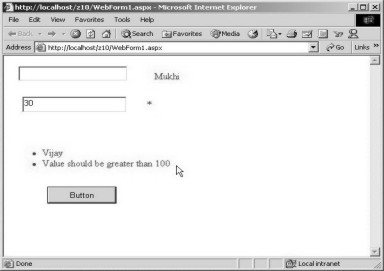 http://localhost/z10/WebForm1.aspx - Microsoft Internet Explorer
File Edit View Favorites Tools Help
Back Search Favorites Media
Address http://localhost/z10/WebForm1.aspx Go Links »
Mukhi
30 *
• Vijay
• Value should be greater than 100
Button
Done Local intranet